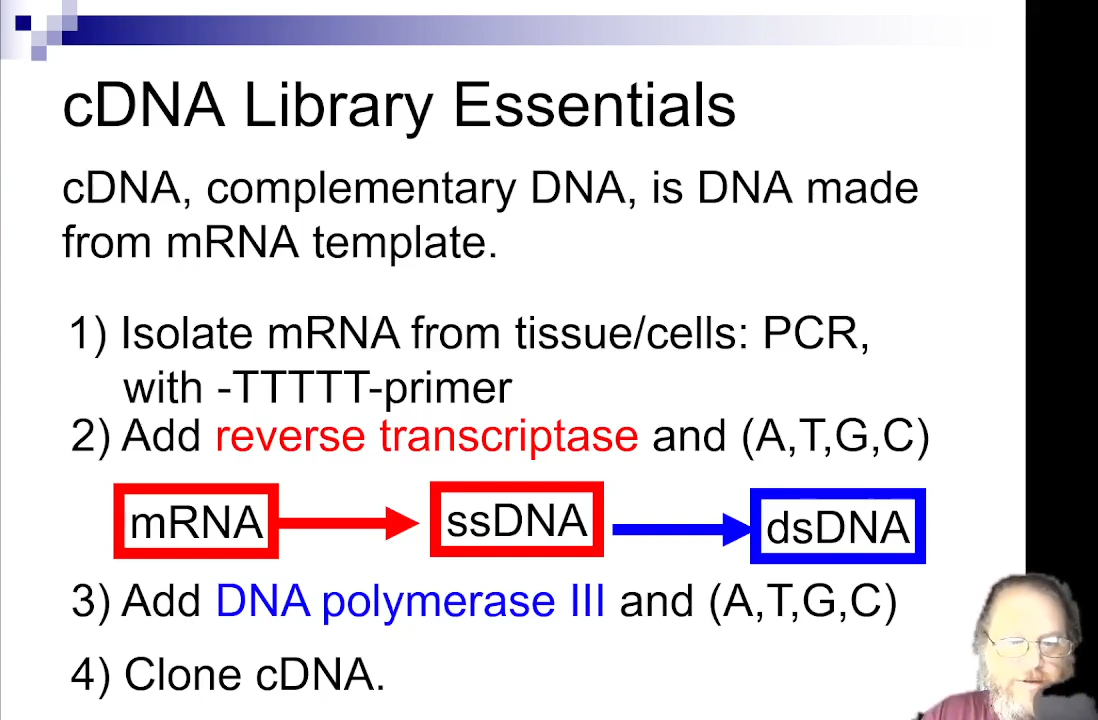 cDNA Library Essentials
cDNA, complementary DNA, is DNA made
from mRNA template.
1) Isolate mRNA from tissue/cells: PCR,
with -TTTTT-primer
2) Add reverse transcriptase and (A,T,G,C)
mRNA ssDNA dsDNA
3) Add DNA polymerase III and (A,T,G,C)
4) Clone cDNA.